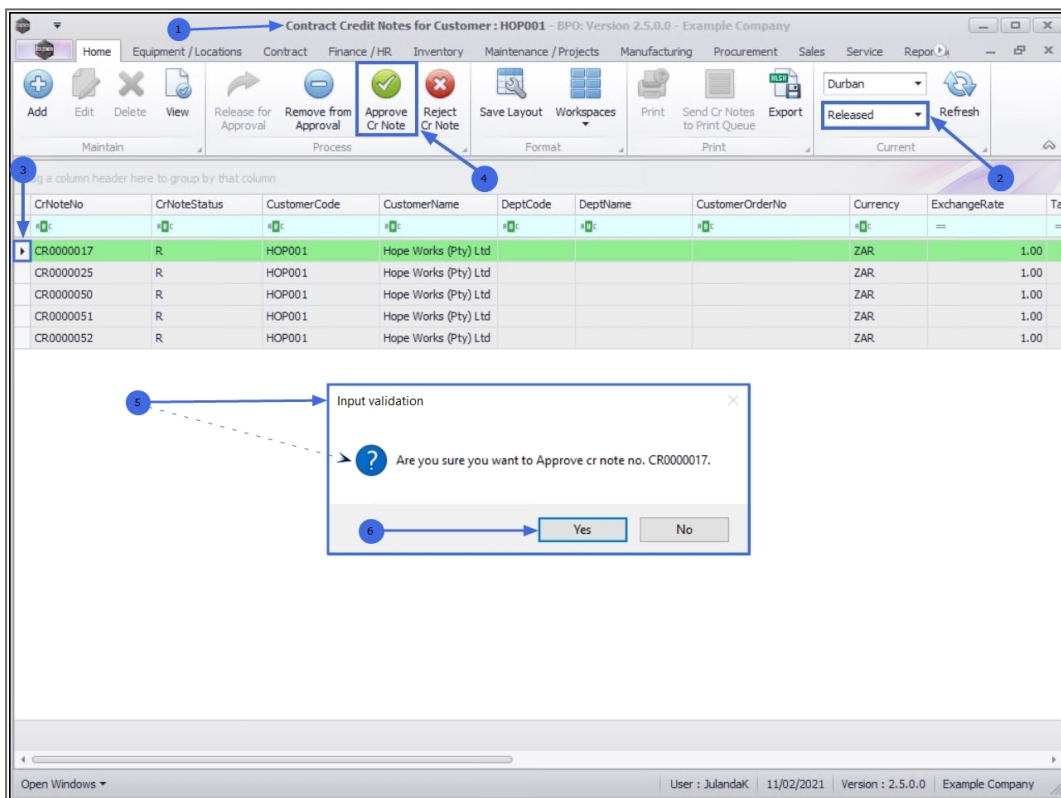 1
Contract Credit Notes for Customer : HOP001 - BPO: Version 2.5.0.0 - Example Company
Home Equipment / Locations Contract Finance / HR Inventory Maintenance / Projects Manufacturing Procurement Sales Service Repor
Add Edit Delete View Release for Approval Remove from Approval Approve Cr Note Reject Cr Note Save Layout Workspaces Print Send Cr Notes to Print Queue Export Refresh
XLSX
Durban
Released
Maintain Process Format Print Current
3 4 2
g a column header here to group by that column
CrNoteNo CrNoteStatus CustomerCode CustomerName DeptCode DeptName CustomerOrderNo Currency ExchangeRate Ta
= =
CR0000017 R HOP001 Hope Works (Pty) Ltd ZAR 1.00
CR0000025 R HOP001 Hope Works (Pty) Ltd ZAR 1.00
CR0000050 R HOP001 Hope Works (Pty) Ltd ZAR 1.00
CR0000051 R HOP001 Hope Works (Pty) Ltd ZAR 1.00
CR0000052 R HOP001 Hope Works (Pty) Ltd ZAR 1.00
5 Input validation
? Are you sure you want to Approve cr note no. CR0000017.
6 Yes No
Open Windows User : JulandaK 11/02/2021 Version : 2.5.0.0 Example Company